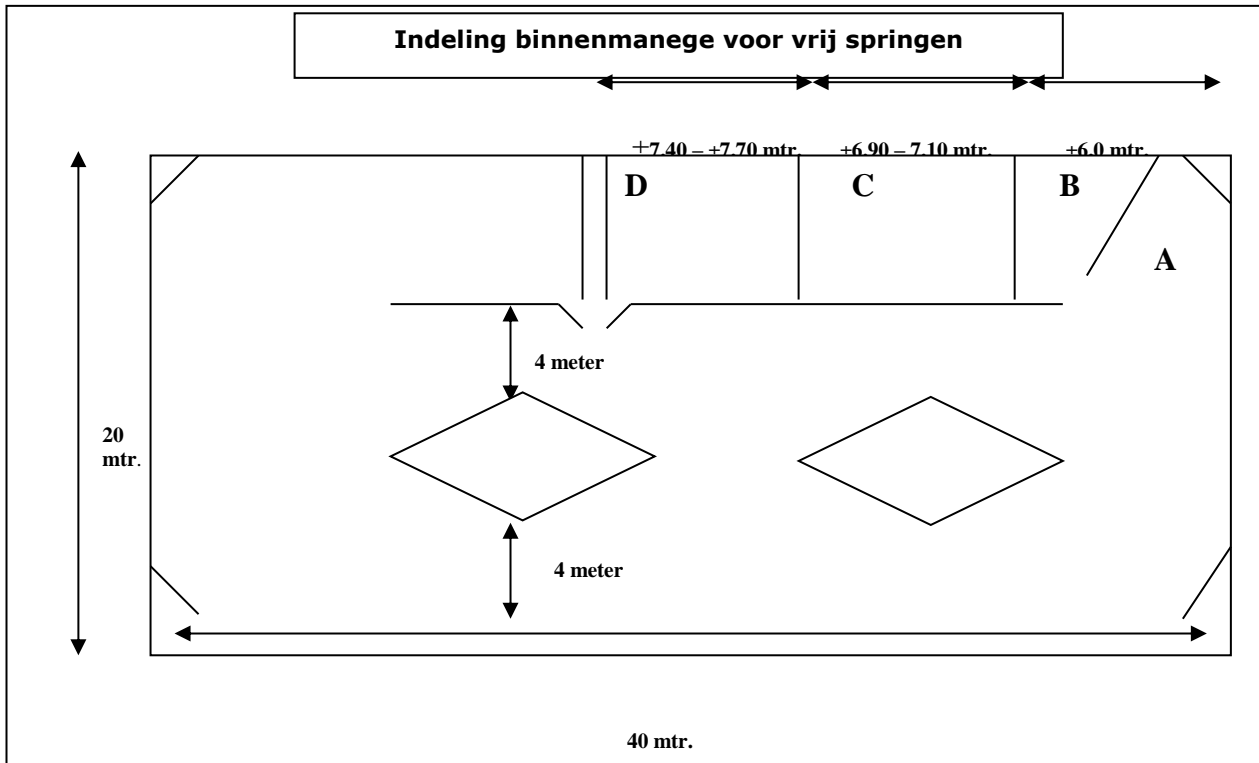 Indeling binnenmanege voor vrij springen
+7.40 – +7.70 mtr. +6.90 – 7.10 mtr. +6.0 mtr.
D C B
A
4 meter
20
mtr.
4 meter
40 mtr.